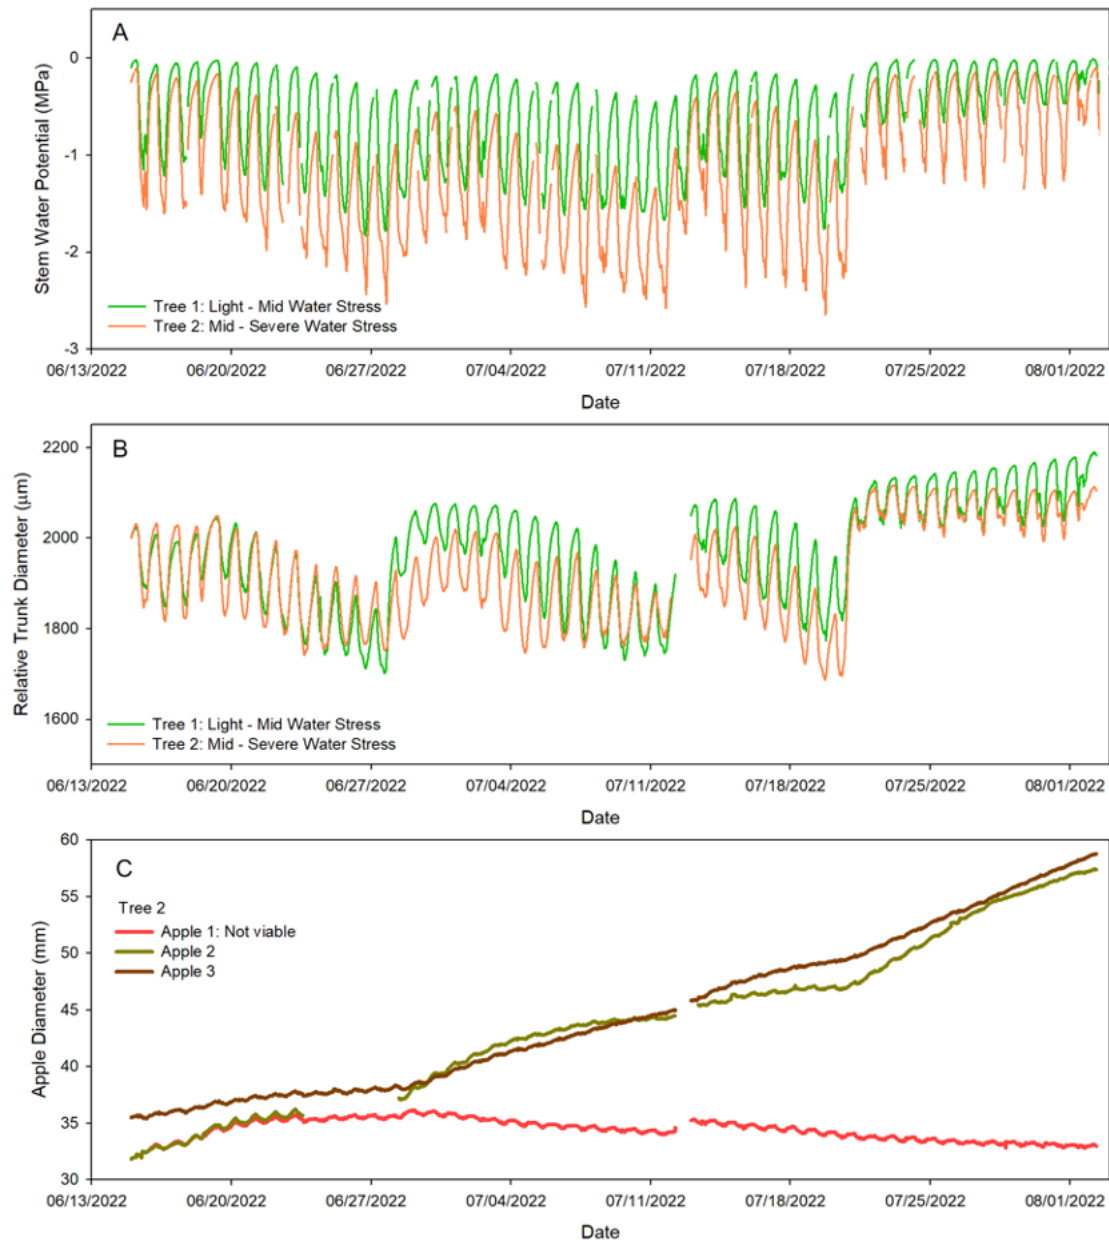 A
0
-1
-2
-3
Stem Water Potential (MPa)
Tree 1: Light - Mid Water Stress
Tree 2: Mid - Severe Water Stress
06/13/2022 06/20/2022 06/27/2022 07/04/2022 07/11/2022 07/18/2022 07/25/2022 08/01/2022
Date
B
2200
2000
1800
1600
Relative Trunk Diameter (µm)
Tree 1: Light - Mid Water Stress
Tree 2: Mid - Severe Water Stress
06/13/2022 06/20/2022 06/27/2022 07/04/2022 07/11/2022 07/18/2022 07/25/2022 08/01/2022
Date
C
60
55
50
45
40
35
30
Apple Diameter (mm)
Tree 2
Apple 1: Not viable
Apple 2
Apple 3
06/13/2022 06/20/2022 06/27/2022 07/04/2022 07/11/2022 07/18/2022 07/25/2022 08/01/2022
Date